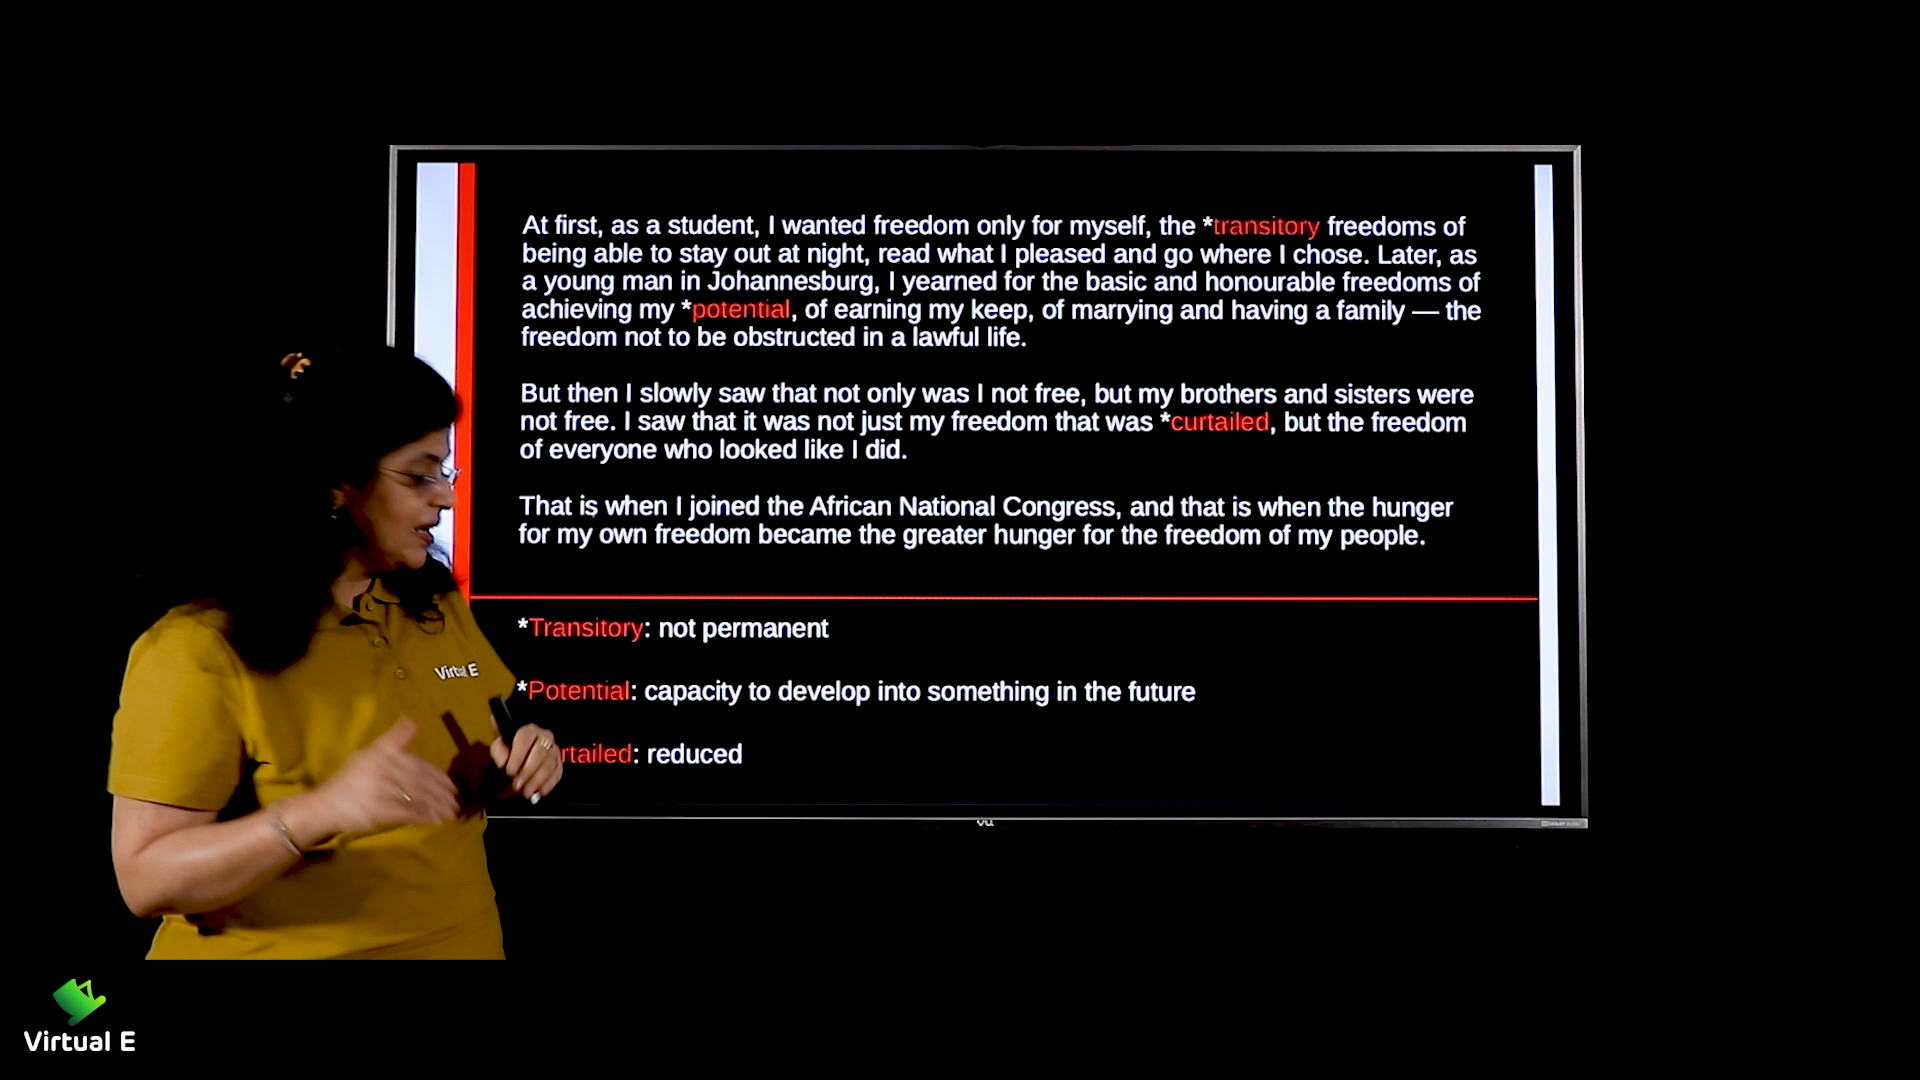 At first, as a student, I wanted freedom only for myself, the *transitory freedoms of
being able to stay out at night, read what I pleased and go where I chose. Later, as
a young man in Johannesburg, I yearned for the basic and honourable freedoms of
achieving my *potential, of earning my keep, of marrying and having a family — the
freedom not to be obstructed in a lawful life.
But then I slowly saw that not only was I not free, but my brothers and sisters were
not free. I saw that it was not just my freedom that was *curtailed, but the freedom
of everyone who looked like I did.
That is when I joined the African National Congress, and that is when the hunger
for my own freedom became the greater hunger for the freedom of my people.
*Transitory: not permanent
Virtual E
*Potential: capacity to develop into something in the future
rtailed: reduced
Virtual E